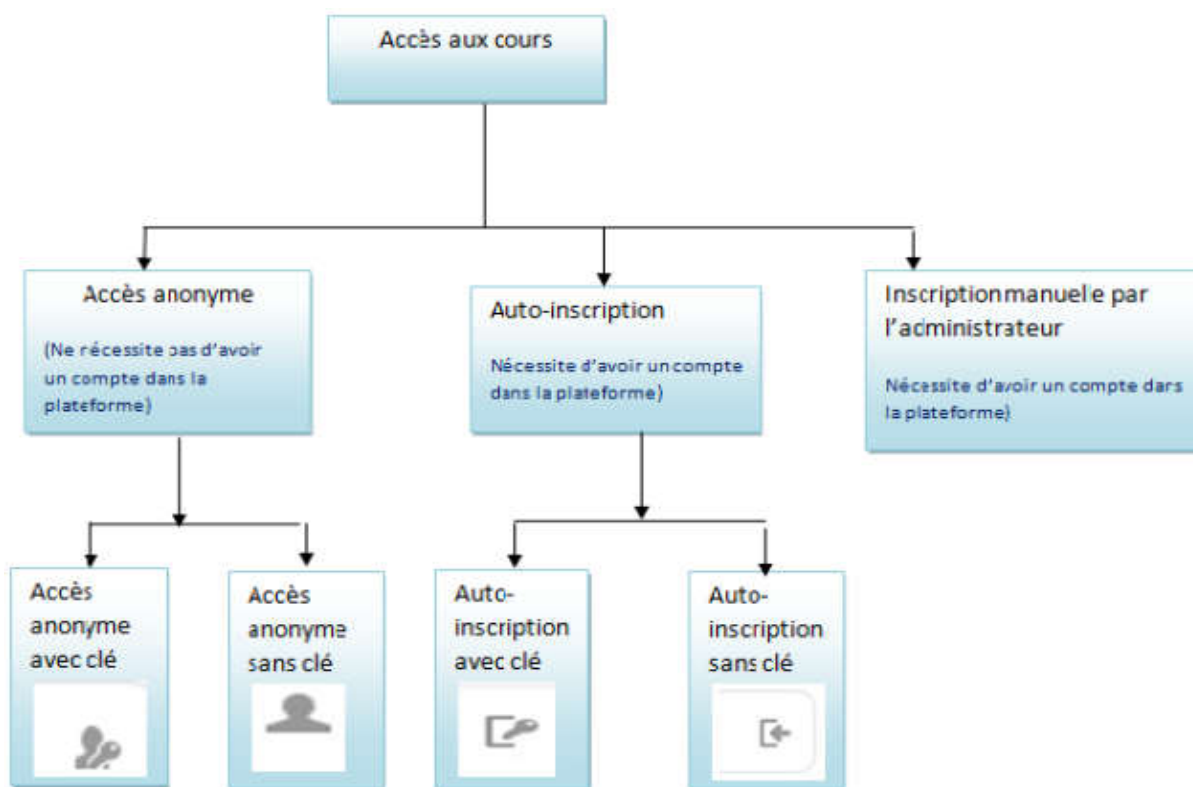 Accès aux cours
Accès anonyme
(Ne nécessite pas d'avoir
un compte dans la
plateforme)
Auto-inscription
Nécessite d'avoir un compte
dans la plateforme)
Inscription manuelle par
l'administrateur
Nécessite d'avoir un compte dans
la plateforme)
Accès
anonyme
avec clé
Accès
anonyme
sans clé
Auto-
inscription
avec clé
Auto-
inscription
sans clé